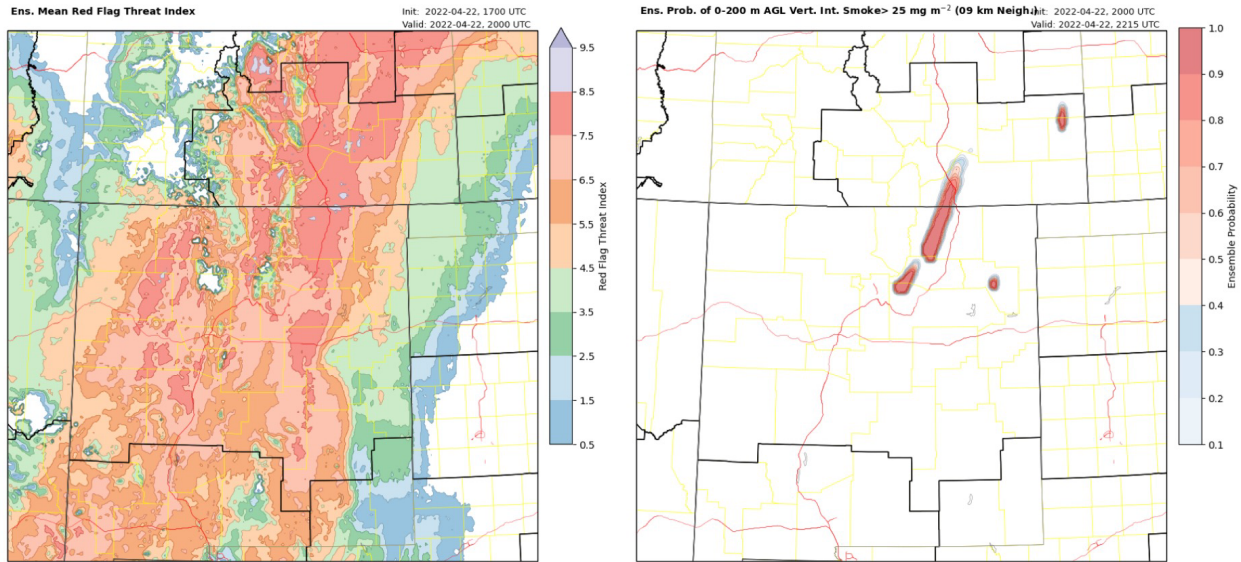 Ens. Mean Red Flag Threat Index
Init: 2022-04-22, 1700 UTC
Valid: 2022-04-22, 2000 UTC
9.5
8.5
7.5
6.5
5.5
4.5
3.5
2.5
1.5
0.5
Red Flag Threat Index
Ens. Prob. of 0-200 m AGL Vert. Int. Smoke> 25 mg m⁻² (09 km Neigh.)
Init: 2022-04-22, 2000 UTC
Valid: 2022-04-22, 2215 UTC
1.0
0.9
0.8
0.7
0.6
0.5
0.4
0.3
0.2
0.1
Ensemble Probability